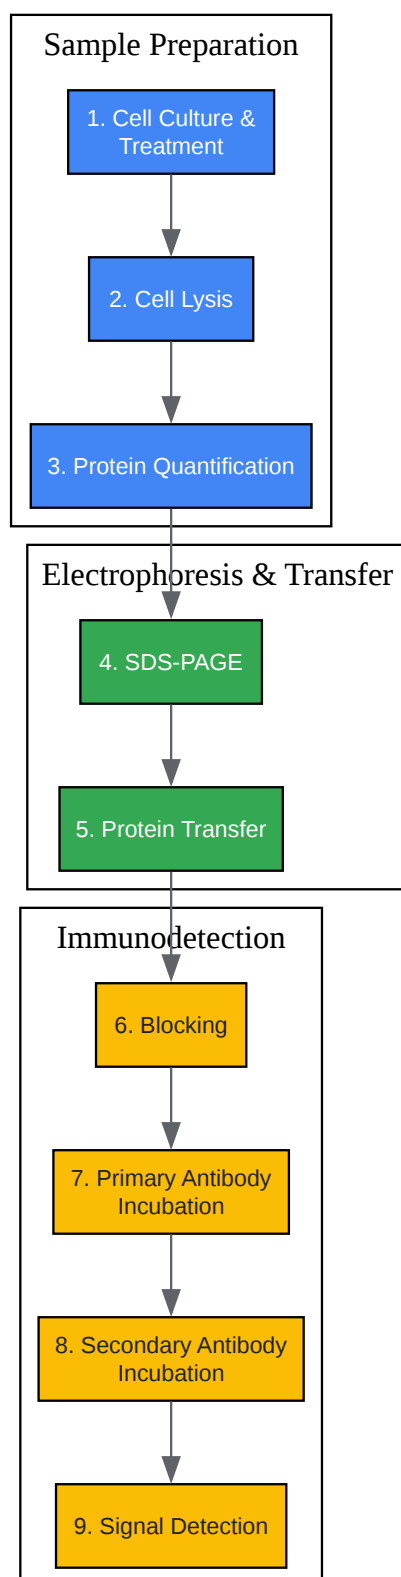 Sample Preparation
1. Cell Culture &
Treatment
2. Cell Lysis
3. Protein Quantification
Electrophoresis & Transfer
4. SDS-PAGE
5. Protein Transfer
Immunodetection
6. Blocking
7. Primary Antibody
Incubation
8. Secondary Antibody
Incubation
9. Signal Detection